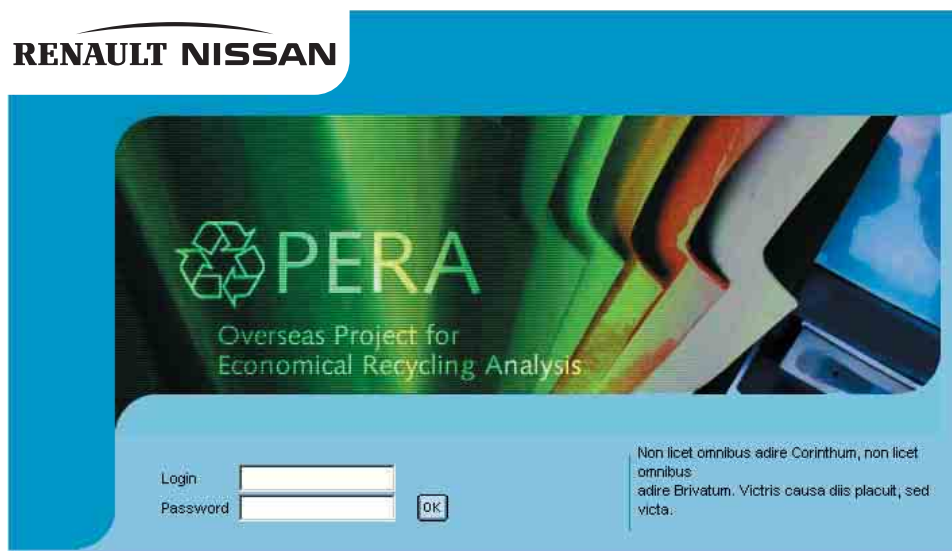 RENAULT NISSAN
PERA
Overseas Project for
Economical Recycling Analysis
Login
Password
OK
Non licet omnibus adire Corinthum, non licet
omnibus
adire Brivatum. Victris causa diis placuit, sed
victa.